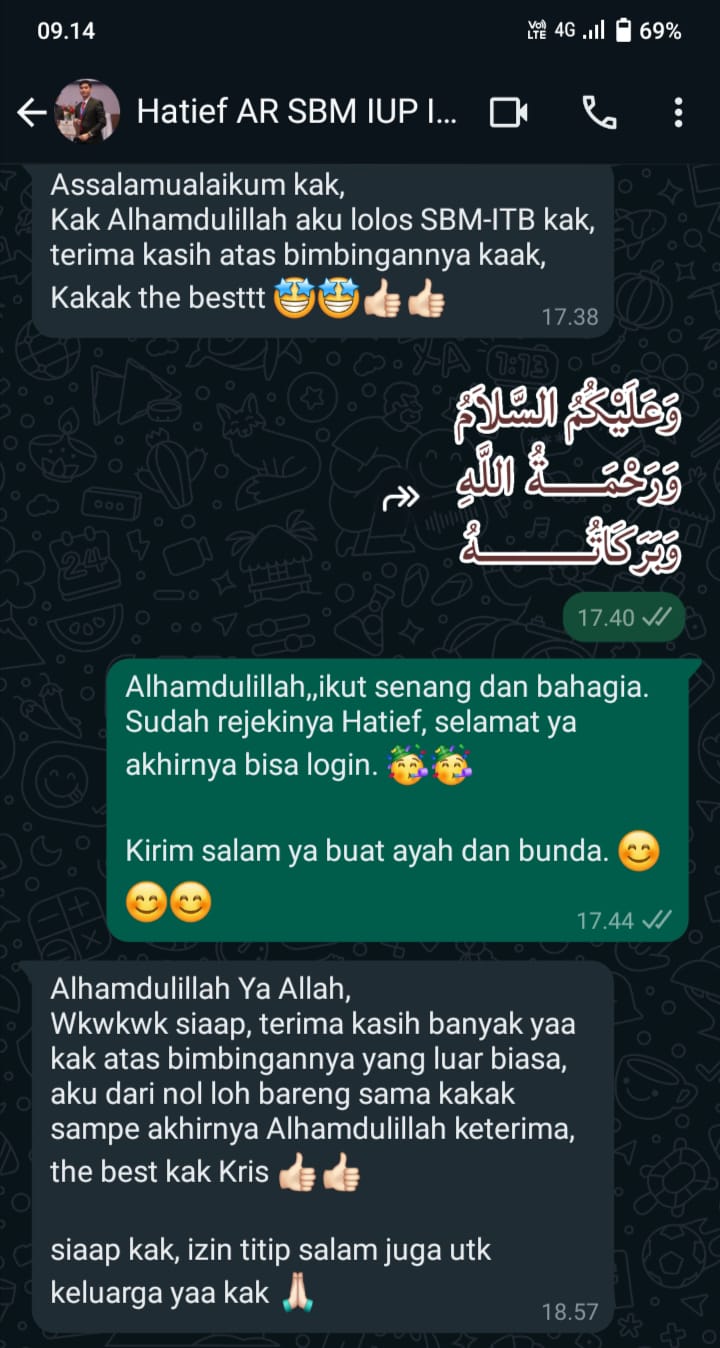 09.14
Vo) LTE 4G 69%
Hatief AR SBM IUP I...
Assalamualaikum kak,
Kak Alhamdulillah aku lolos SBM-ITB kak,
terima kasih atas bimbingannya kaak,
Kakak the besttt 🤩🤩👍🏻👍🏻
17.38
وَعَلَيْكُمُ السَّلاَمُ
وَرَحْمَـــــةُ اللَّهِ
وَبَرَكَاتُـــــــهُ
17.40
Alhamdulillah,,ikut senang dan bahagia.
Sudah rejekinya Hatief, selamat ya
akhirnya bisa login. 🥳🥳
Kirim salam ya buat ayah dan bunda. 😊
😊😊
17.44
Alhamdulillah Ya Allah,
Wkwkwk siaap, terima kasih banyak yaa
kak atas bimbingannya yang luar biasa,
aku dari nol loh bareng sama kakak
sampe akhirnya Alhamdulillah keterima,
the best kak Kris 👍🏻👍🏻
siaap kak, izin titip salam juga utk
keluarga yaa kak 🙏🏻
18.57